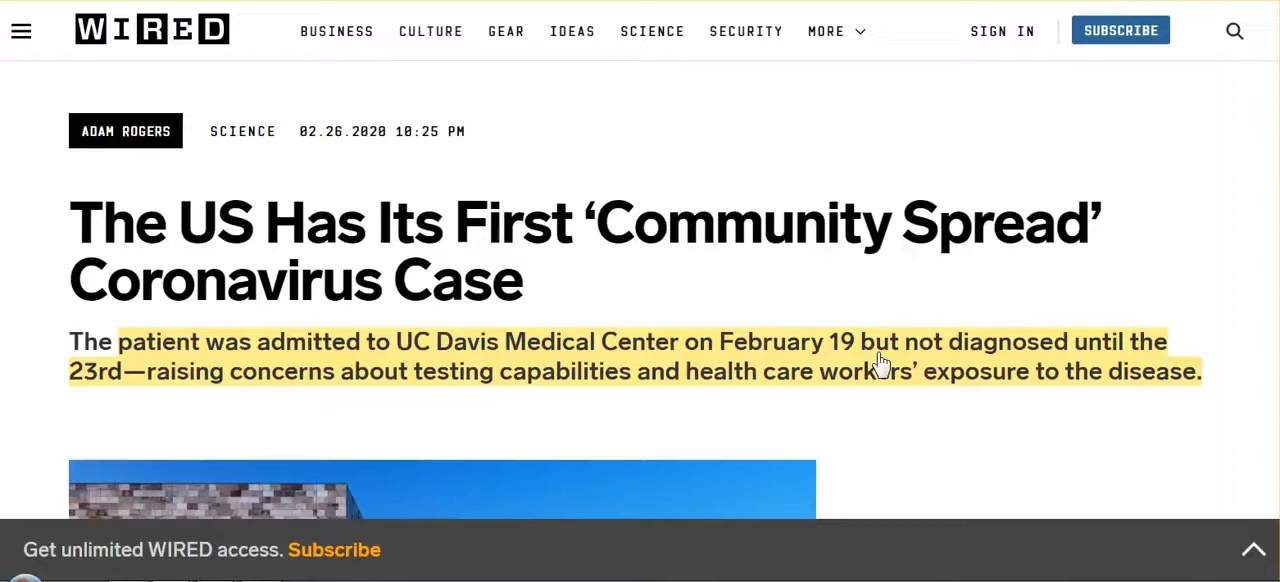 WIRED
BUSINESS CULTURE GEAR IDEAS SCIENCE SECURITY MORE SIGN IN SUBSCRIBE
ADAM ROGERS SCIENCE 02.26.2020 10:25 PM
The US Has Its First ‘Community Spread’
Coronavirus Case
The patient was admitted to UC Davis Medical Center on February 19 but not diagnosed until the
23rd—raising concerns about testing capabilities and health care workers’ exposure to the disease.
Get unlimited WIRED access. Subscribe